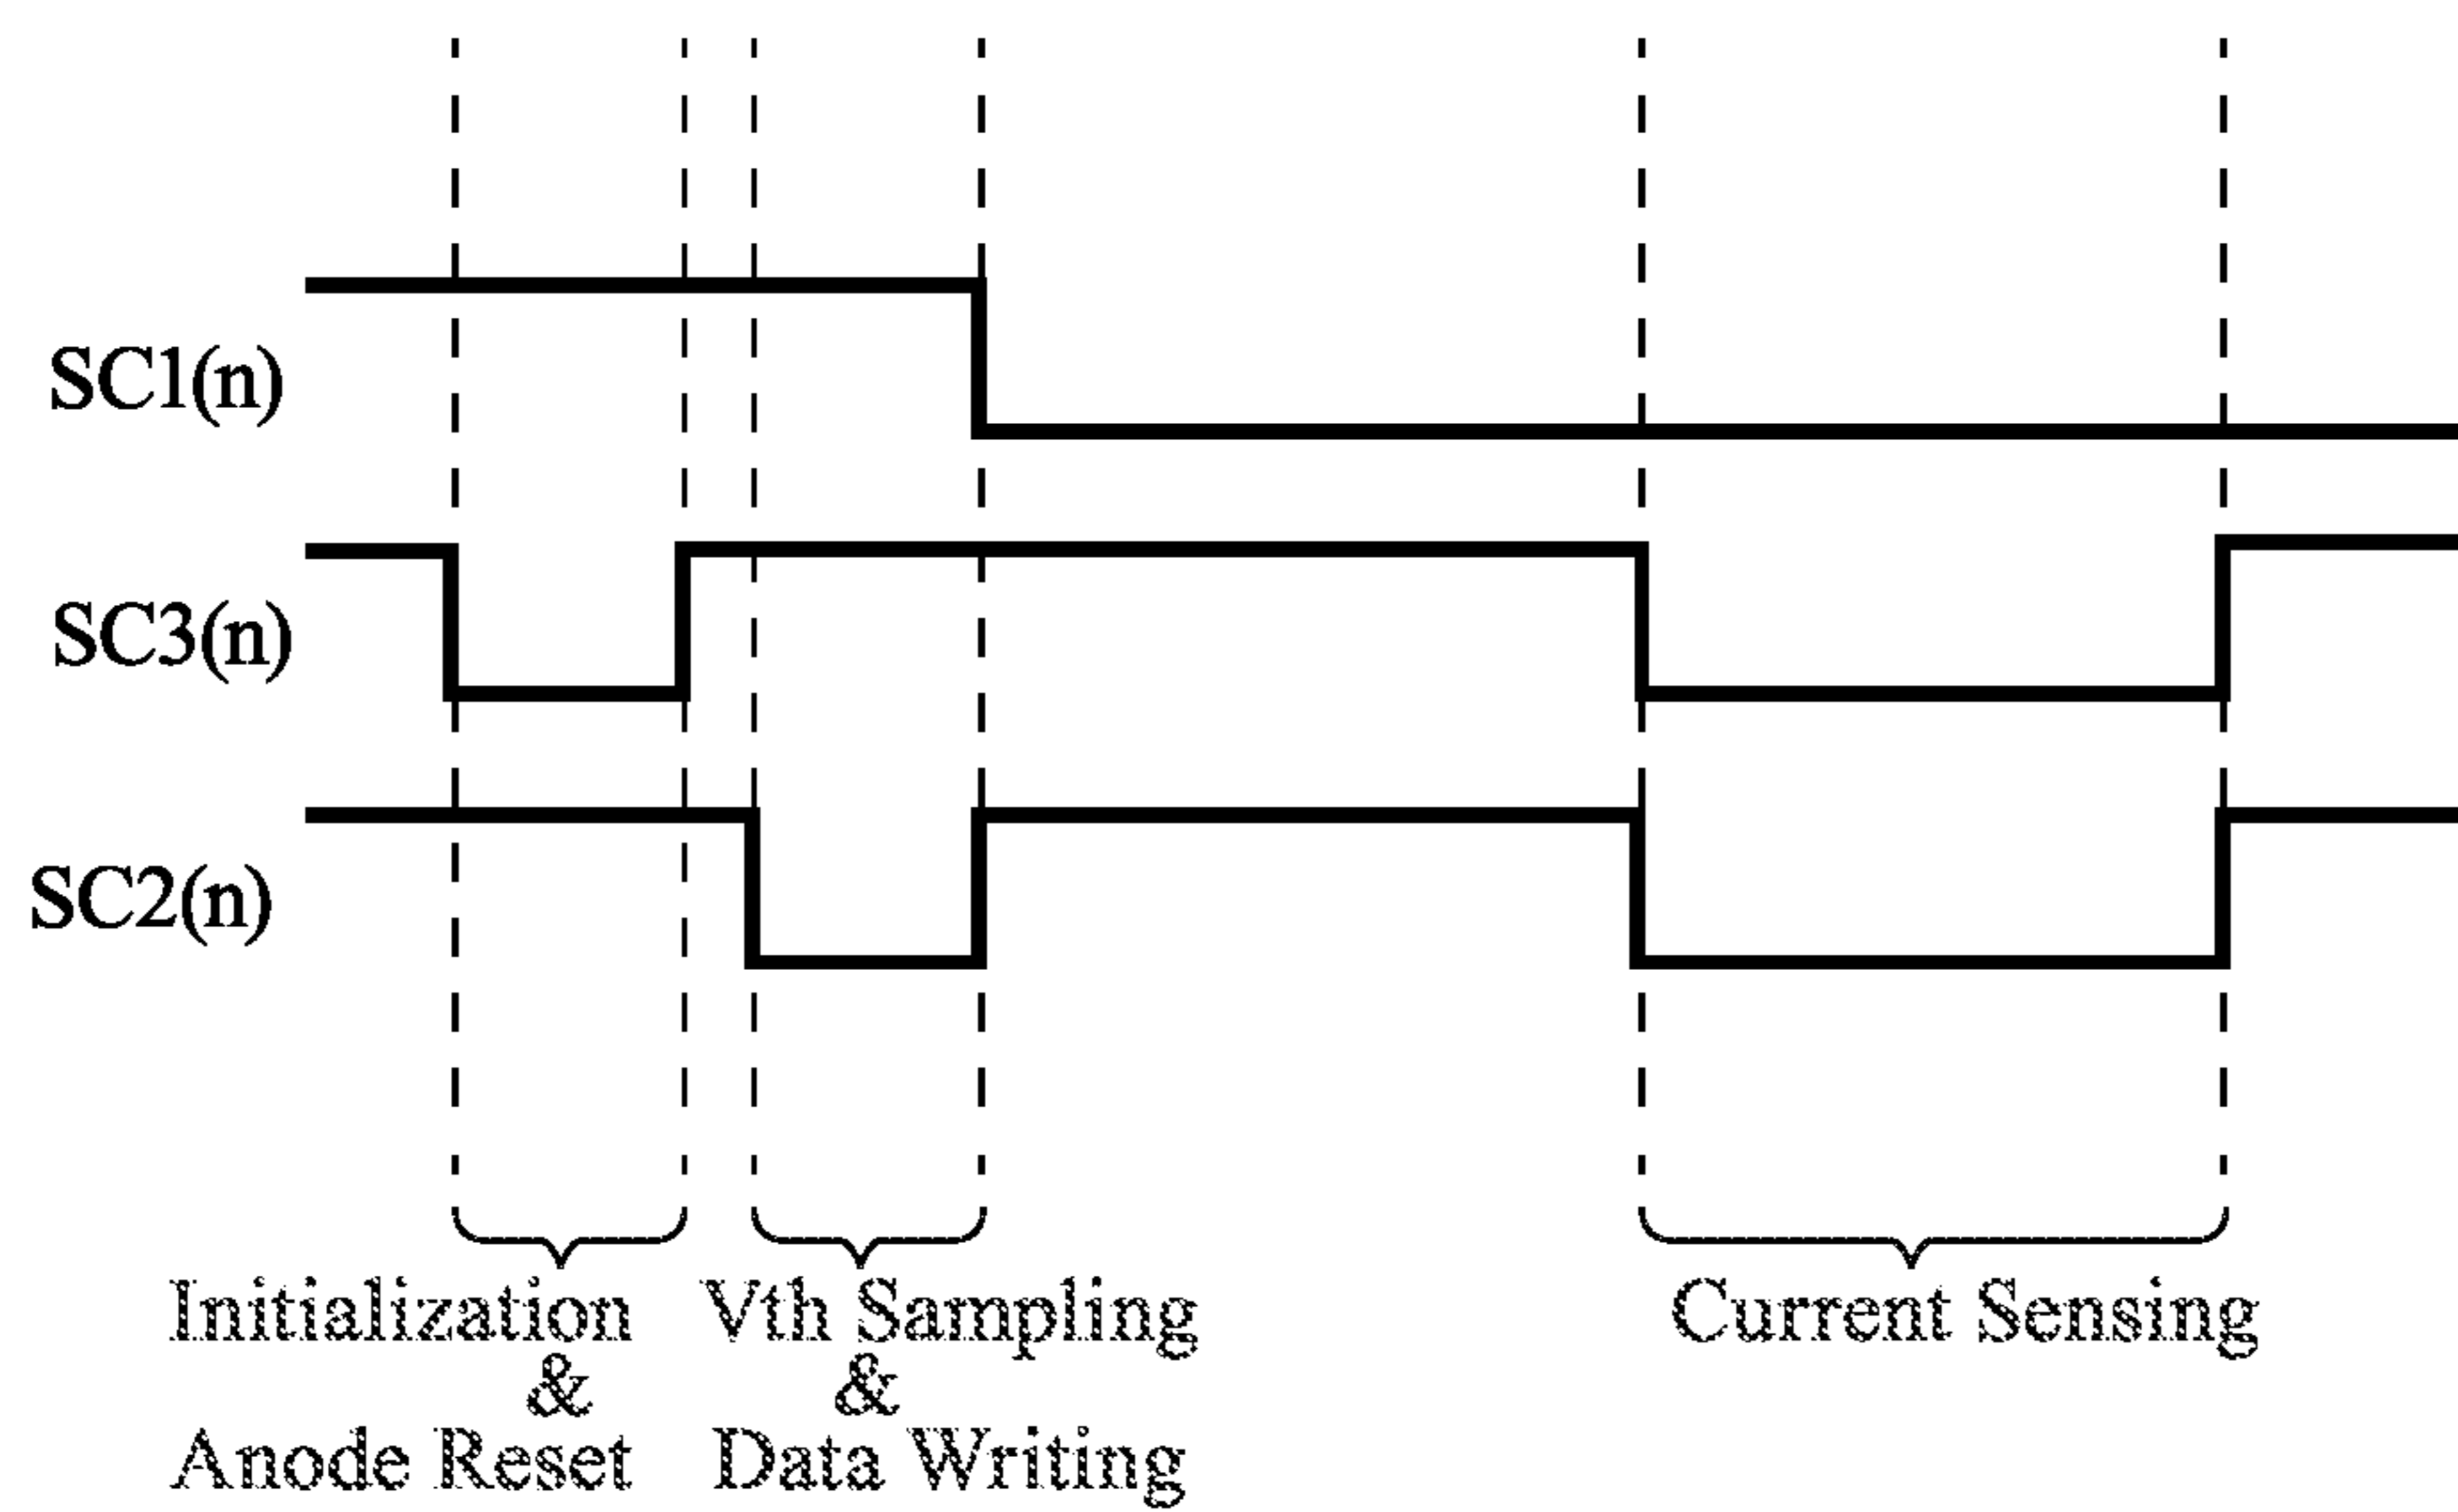 SC1(n)
SC3(n)
SC2(n)
Initialization
&
Anode Reset
Vth Sampling
&
Data Writing
Current Sensing